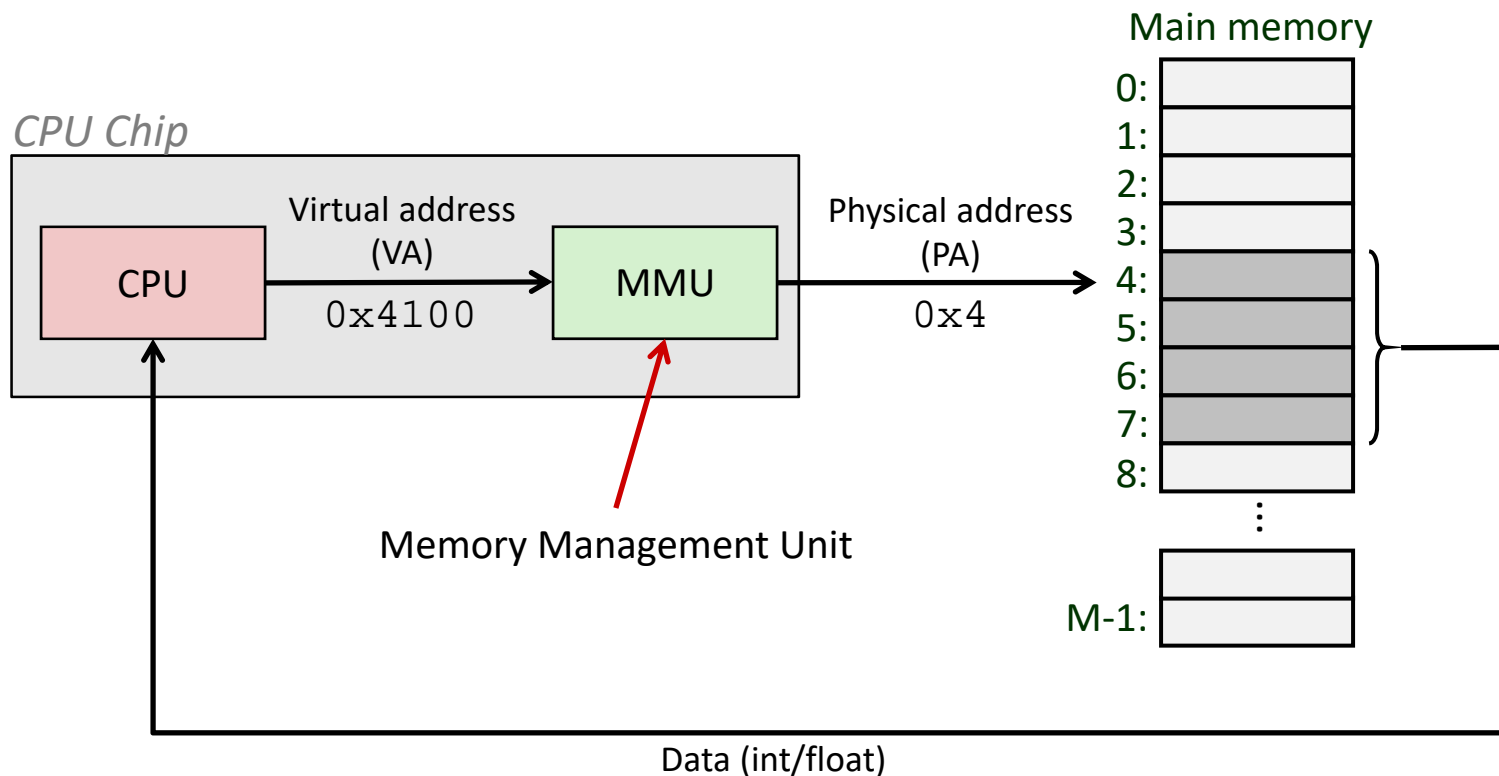 Main memory
0:
1:
2:
3:
4:
5:
6:
7:
8:
...
M-1:
CPU Chip
Virtual address
(VA)
0x4100
CPU
MMU
Physical address
(PA)
0x4
Memory Management Unit
Data (int/float)